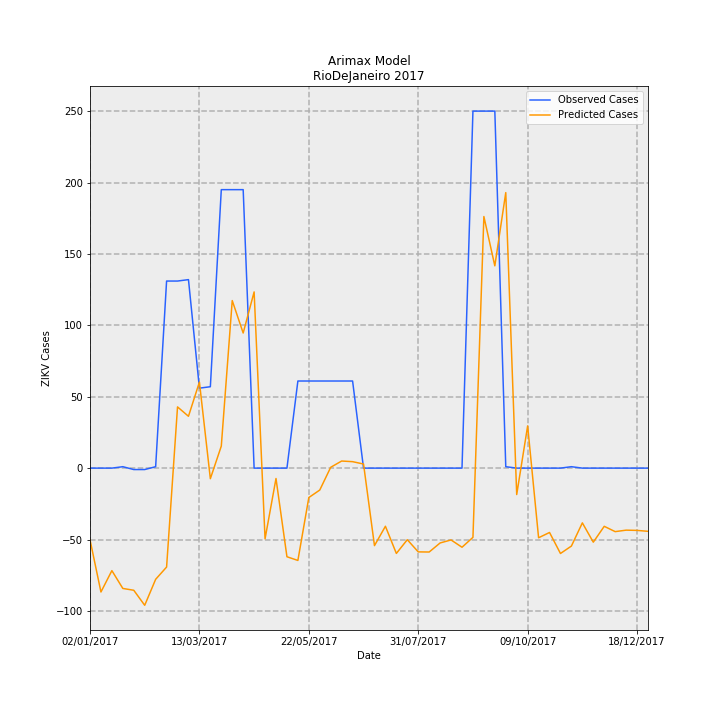 Arimax Model
RioDeJaneiro 2017
Observed Cases
Predicted Cases
ZIKV Cases
250
200
150
100
50
0
−50
−100
02/01/2017
13/03/2017
22/05/2017
31/07/2017
09/10/2017
18/12/2017
Date